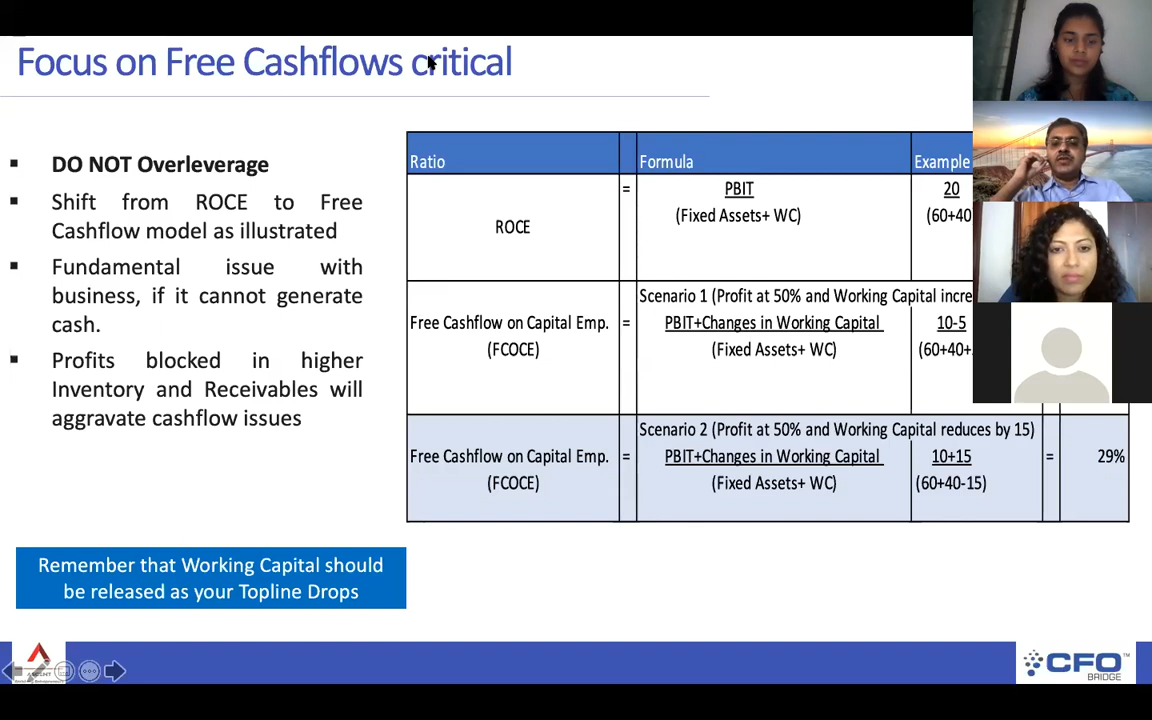 Focus on Free Cashflows critical
DO NOT Overleverage
Shift from ROCE to Free
Cashflow model as illustrated
Fundamental issue with
business, if it cannot generate
cash.
Profits blocked in higher
Inventory and Receivables will
aggravate cashflow issues
Remember that Working Capital should
be released as your Topline Drops
Ratio Formula Example
ROCE = PBIT 20
(Fixed Assets+ WC) (60+40
Scenario 1 (Profit at 50% and Working Capital incre
Free Cashflow on Capital Emp. = PBIT+Changes in Working Capital 10-5
(FCOCE) (Fixed Assets+ WC) (60+40+
Scenario 2 (Profit at 50% and Working Capital reduces by 15)
Free Cashflow on Capital Emp. = PBIT+Changes in Working Capital 10+15 = 29%
(FCOCE) (Fixed Assets+ WC) (60+40-15)
CFO™
BRIDGE